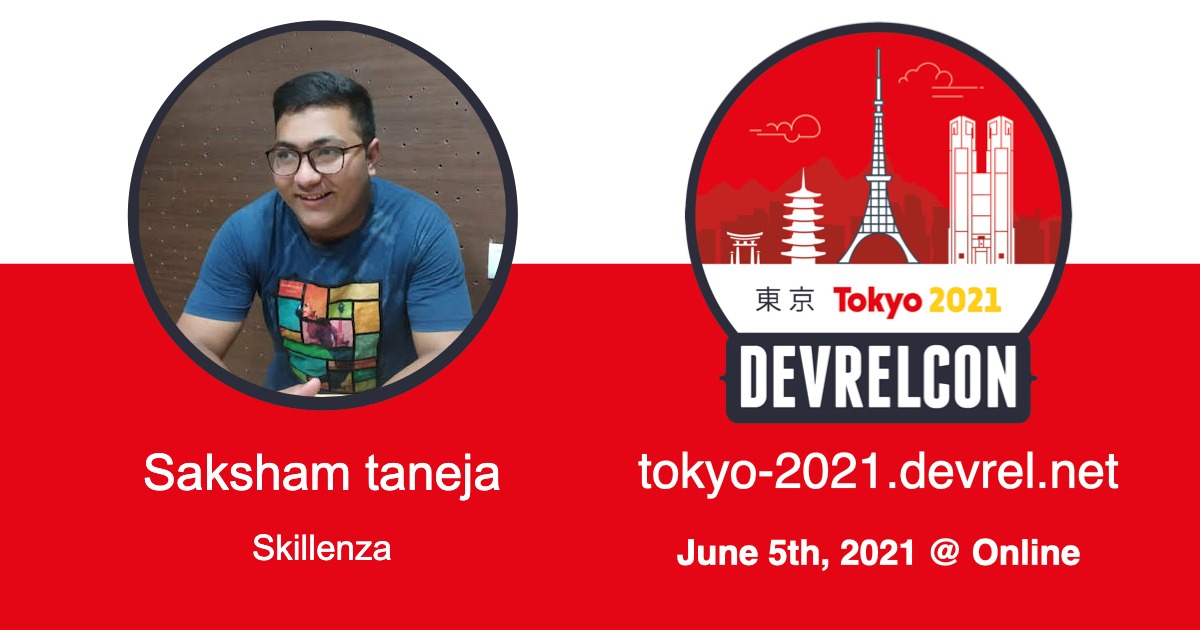 Saksham taneja
Skillenza
東京 Tokyo 2021
DEVRELCON
tokyo-2021.devrel.net
June 5th, 2021 @ Online